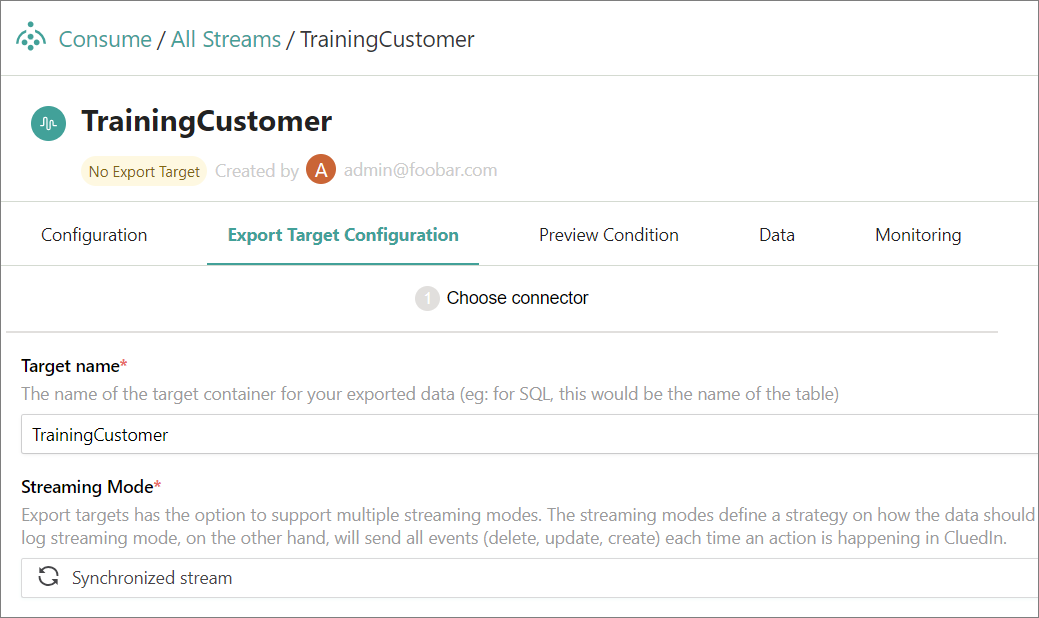 Consume / All Streams / TrainingCustomer
TrainingCustomer
No Export Target Created by A admin@foobar.com
Configuration Export Target Configuration Preview Condition Data Monitoring
1 Choose connector
Target name*
The name of the target container for your exported data (eg: for SQL, this would be the name of the table)
TrainingCustomer
Streaming Mode*
Export targets has the option to support multiple streaming modes. The streaming modes define a strategy on how the data should
log streaming mode, on the other hand, will send all events (delete, update, create) each time an action is happening in CluedIn.
Synchronized stream